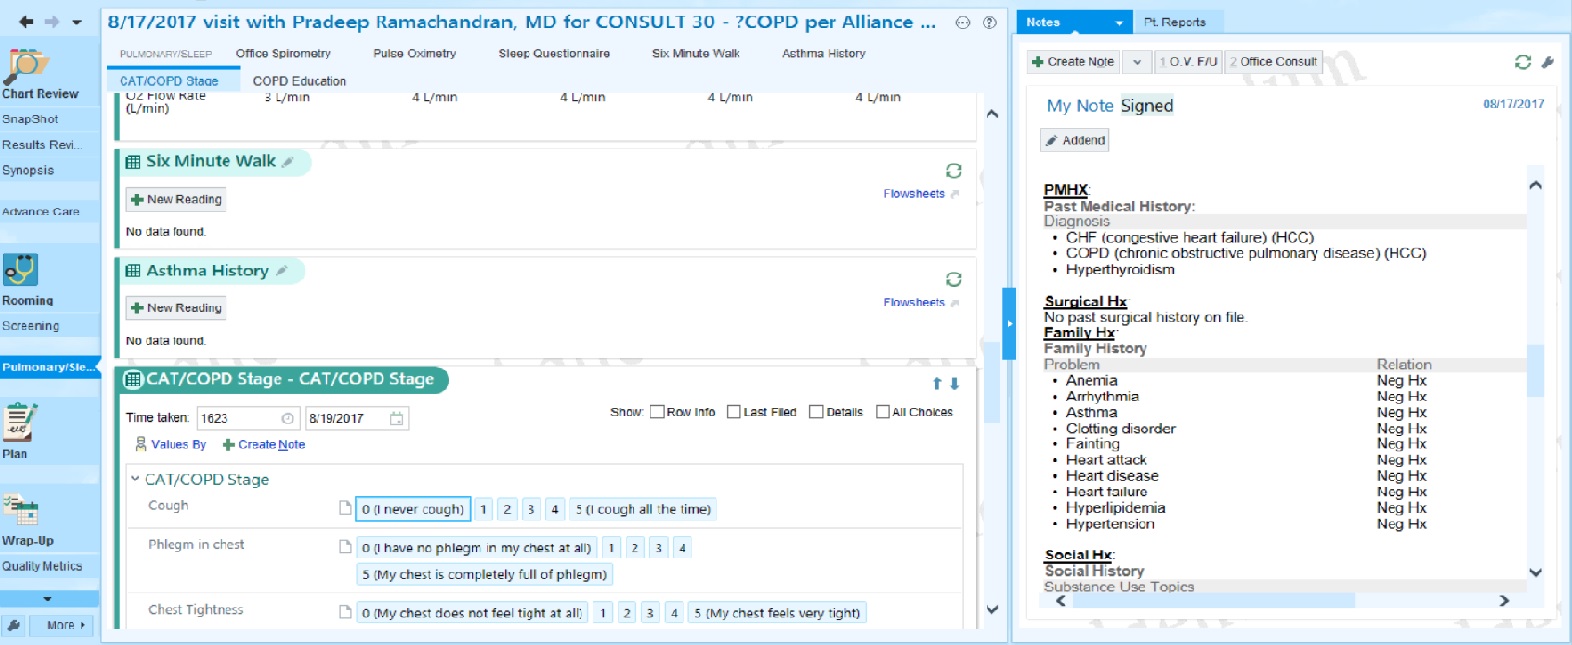 8/17/2017 visit with Pradeep Ramachandran, MD for CONSULT 30 - ?COPD per Alliance ...
PULMONARY/SLEEP Office Spirometry Pulse Oximetry Sleep Questionnaire Six Minute Walk Asthma History
CAT/COPD Stage COPD Education
Chart Review
SnapShot
Results Revi...
Synopsis
Advance Care
Rooming
Screening
Pulmonary/Sle...
Plan
Wrap-Up
Quality Metrics
More
O2 Flow Rate 3 L/min 4 L/min 4 L/min 4 L/min 4 L/min
(L/min)
Six Minute Walk
New Reading Flowsheets
No data found.
Asthma History
New Reading Flowsheets
No data found.
CAT/COPD Stage - CAT/COPD Stage
Time taken: 1623 8/19/2017 Show: Row Info Last Filed Details All Choices
Values By Create Note
CAT/COPD Stage
Cough 0 (I never cough) 1 2 3 4 5 (I cough all the time)
Phlegm in chest 0 (I have no phlegm in my chest at all) 1 2 3 4
5 (My chest is completely full of phlegm)
Chest Tightness 0 (My chest does not feel tight at all) 1 2 3 4 5 (My chest feels very tight)
Notes Pt. Reports
Create Note 1 O.V. F/U 2 Office Consult
My Note Signed 08/17/2017
Addend
PMHX:
Past Medical History:
Diagnosis
• CHF (congestive heart failure) (HCC)
• COPD (chronic obstructive pulmonary disease) (HCC)
• Hyperthyroidism
Surgical Hx:
No past surgical history on file.
Family Hx:
Family History
Problem Relation
• Anemia Neg Hx
• Arrhythmia Neg Hx
• Asthma Neg Hx
• Clotting disorder Neg Hx
• Fainting Neg Hx
• Heart attack Neg Hx
• Heart disease Neg Hx
• Heart failure Neg Hx
• Hyperlipidemia Neg Hx
• Hypertension Neg Hx
Social Hx:
Social History
Substance Use Topics